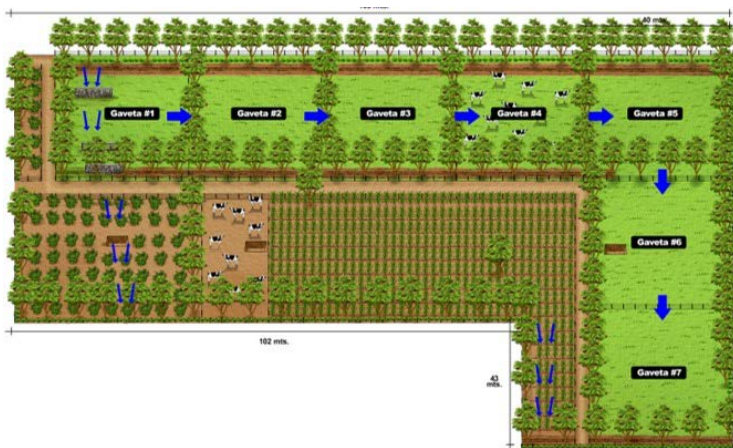 mts.
40 mts.
Gaveta #1
Gaveta #2
Gaveta #3
Gaveta #4
Gaveta #5
Gaveta #6
Gaveta #7
102 mts.
43
mts.